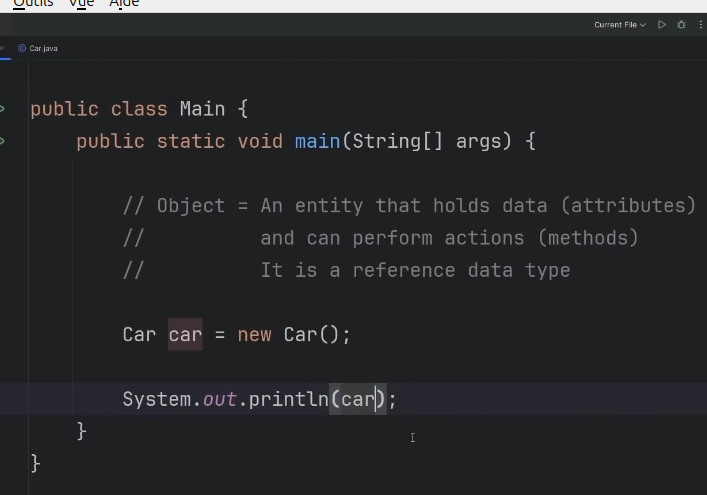 Outils Vue Aide
Current File
Car.java
public class Main {
public static void main(String[] args) {
// Object = An entity that holds data (attributes)
// and can perform actions (methods)
// It is a reference data type
Car car = new Car();
System.out.println(car);
}
}